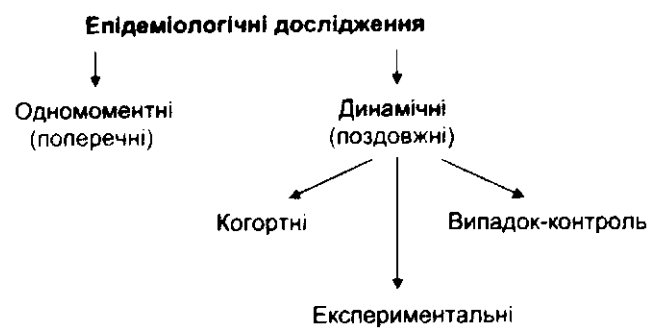 Епідеміологічні дослідження
Одномоментні
(поперечні)
Динамічні
(поздовжні)
Когортні
Випадок-контроль
Експериментальні